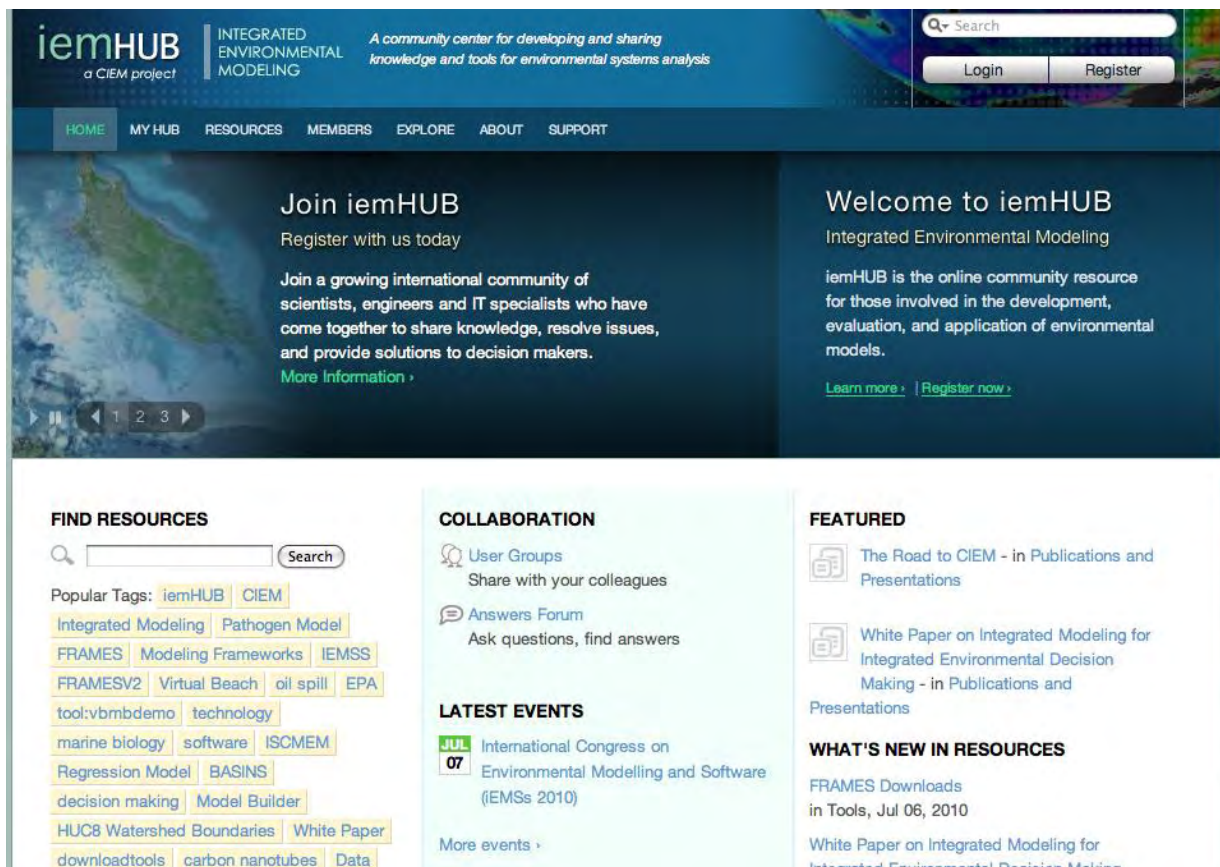 iemHUB
a CIEM project
INTEGRATED
ENVIRONMENTAL
MODELING
A community center for developing and sharing
knowledge and tools for environmental systems analysis
Search
Login Register
HOME MY HUB RESOURCES MEMBERS EXPLORE ABOUT SUPPORT
Join iemHUB
Register with us today
Join a growing international community of
scientists, engineers and IT specialists who have
come together to share knowledge, resolve issues,
and provide solutions to decision makers.
More Information ›
1 2 3
Welcome to iemHUB
Integrated Environmental Modeling
iemHUB is the online community resource
for those involved in the development,
evaluation, and application of environmental
models.
Learn more › | Register now ›
FIND RESOURCES
Search
Popular Tags: iemHUB CIEM
Integrated Modeling Pathogen Model
FRAMES Modeling Frameworks IEMSS
FRAMESV2 Virtual Beach oil spill EPA
tool:vbmbdemo technology
marine biology software ISCMEM
Regression Model BASINS
decision making Model Builder
HUC8 Watershed Boundaries White Paper
downloadtools carbon nanotubes Data
COLLABORATION
User Groups
Share with your colleagues
Answers Forum
Ask questions, find answers
LATEST EVENTS
JUL
07
International Congress on
Environmental Modelling and Software
(iEMSs 2010)
More events ›
FEATURED
The Road to CIEM - in Publications and
Presentations
White Paper on Integrated Modeling for
Integrated Environmental Decision
Making - in Publications and
Presentations
WHAT'S NEW IN RESOURCES
FRAMES Downloads
in Tools, Jul 06, 2010
White Paper on Integrated Modeling for
Integrated Environmental Decision Making